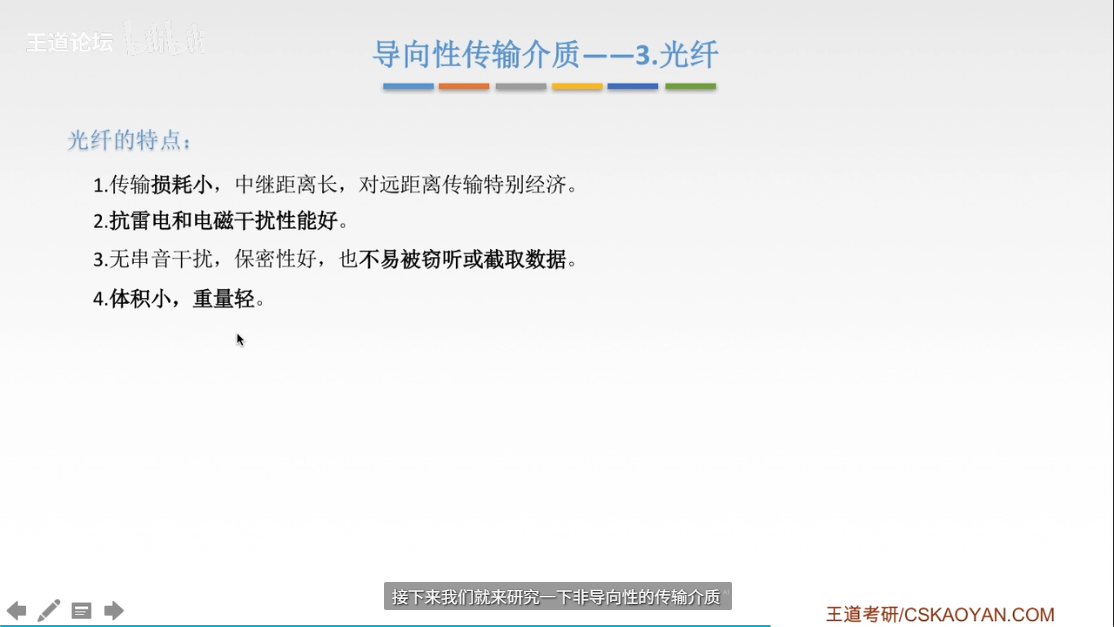 王道论坛
导向性传输介质——3.光纤
光纤的特点：
1.传输损耗小，中继距离长，对远距离传输特别经济。
2.抗雷电和电磁干扰性能好。
3.无串音干扰，保密性好，也不易被窃听或截取数据。
4.体积小，重量轻。
接下来我们就来研究一下非导向性的传输介质
王道考研/CSKAOYAN.COM